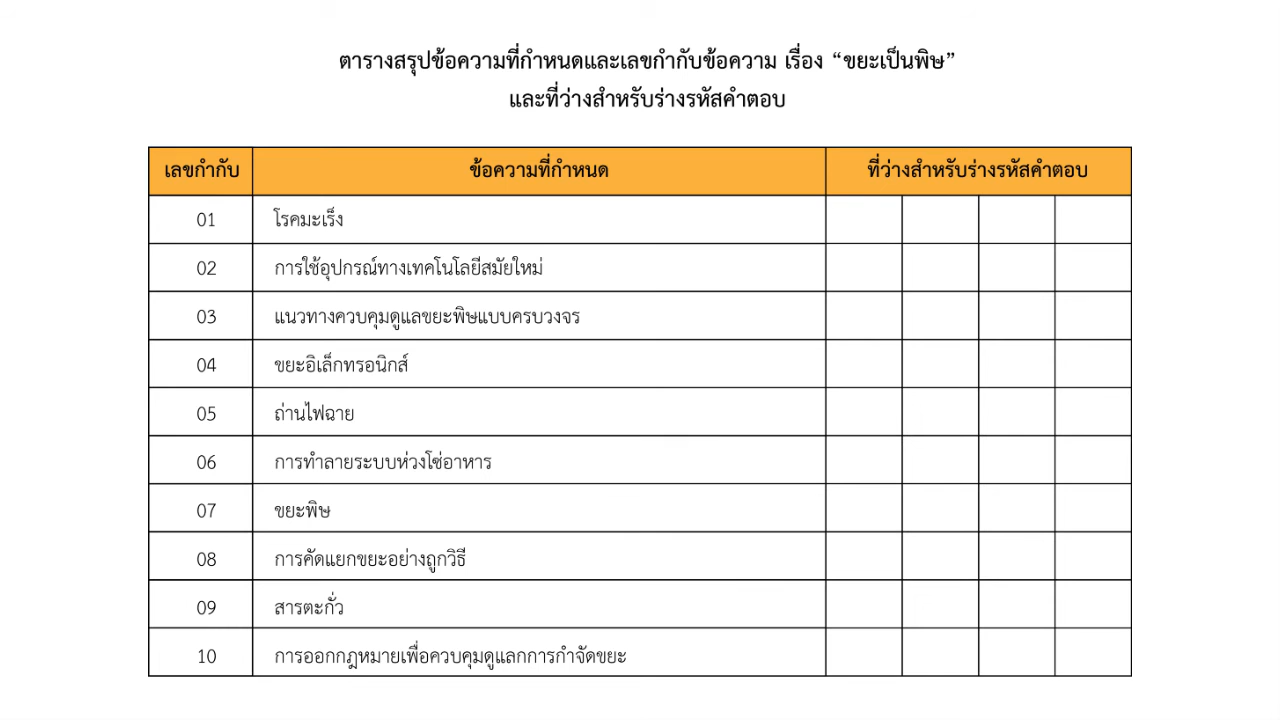 ตารางสรุปข้อความที่กำหนดและเลขกำกับข้อความ เรื่อง “ขยะเป็นพิษ”
และที่ว่างสำหรับร่างรหัสคำตอบ
เลขกำกับ ข้อความที่กำหนด ที่ว่างสำหรับร่างรหัสคำตอบ
01 โรคมะเร็ง
02 การใช้อุปกรณ์ทางเทคโนโลยีสมัยใหม่
03 แนวทางควบคุมดูแลขยะพิษแบบครบวงจร
04 ขยะอิเล็กทรอนิกส์
05 ถ่านไฟฉาย
06 การทำลายระบบห่วงโซ่อาหาร
07 ขยะพิษ
08 การคัดแยกขยะอย่างถูกวิธี
09 สารตะกั่ว
10 การออกกฎหมายเพื่อควบคุมดูแลกการกำจัดขยะ